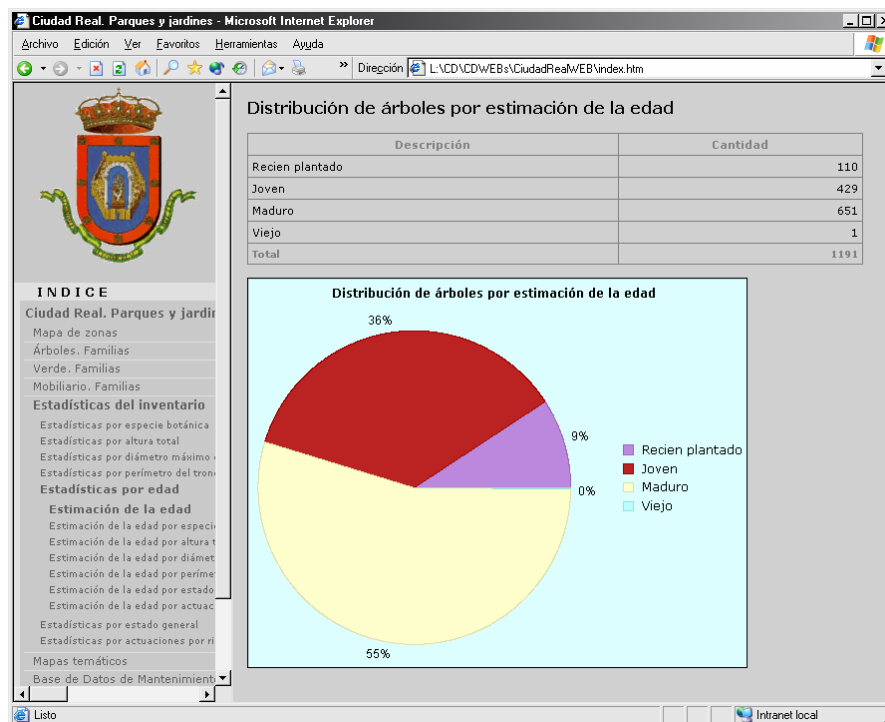 Ciudad Real. Parques y jardines - Microsoft Internet Explorer
Archivo Edición Ver Favoritos Herramientas Ayuda
» Dirección L:\CD\CDWEBs\CiudadRealWEB\index.htm
Distribución de árboles por estimación de la edad
Descripción Cantidad
Recien plantado 110
Joven 429
Maduro 651
Viejo 1
Total 1191
INDICE
Ciudad Real. Parques y jardin
Mapa de zonas
Árboles. Familias
Verde. Familias
Mobiliario. Familias
Estadísticas del inventario
Estadísticas por especie botánica
Estadísticas por altura total
Estadísticas por diámetro máximo
Estadísticas por perímetro del tron
Estadísticas por edad
Estimación de la edad
Estimación de la edad por especi
Estimación de la edad por altura t
Estimación de la edad por diámet
Estimación de la edad por períme
Estimación de la edad por estado
Estimación de la edad por actuac
Estadísticas por estado general
Estadísticas por actuaciones por ri
Mapas temáticos
Base de Datos de Mantenimient
Distribución de árboles por estimación de la edad
36%
9%
0%
55%
Recien plantado
Joven
Maduro
Viejo
Listo Intranet local